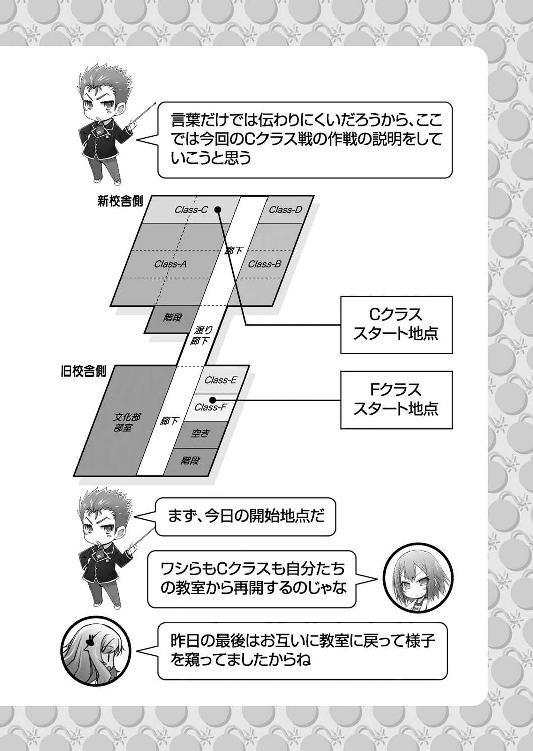 言葉だけでは伝わりにくいだろうから、ここ
では今回のCクラス戦の作戦の説明をして
いこうと思う
新校舎側
Class-C
Class-D
廊下
Class-A
Class-B
階段
渡り
廊下
Cクラス
スタート地点
旧校舎側
Class-E
Class-F
Fクラス
スタート地点
文化部
部室
廊下
空き
階段
まず、今日の開始地点だ
ワシらもCクラスも自分たち
の教室から再開するのじゃな
昨日の最後はお互いに教室に戻って様子
を窺ってましたからね